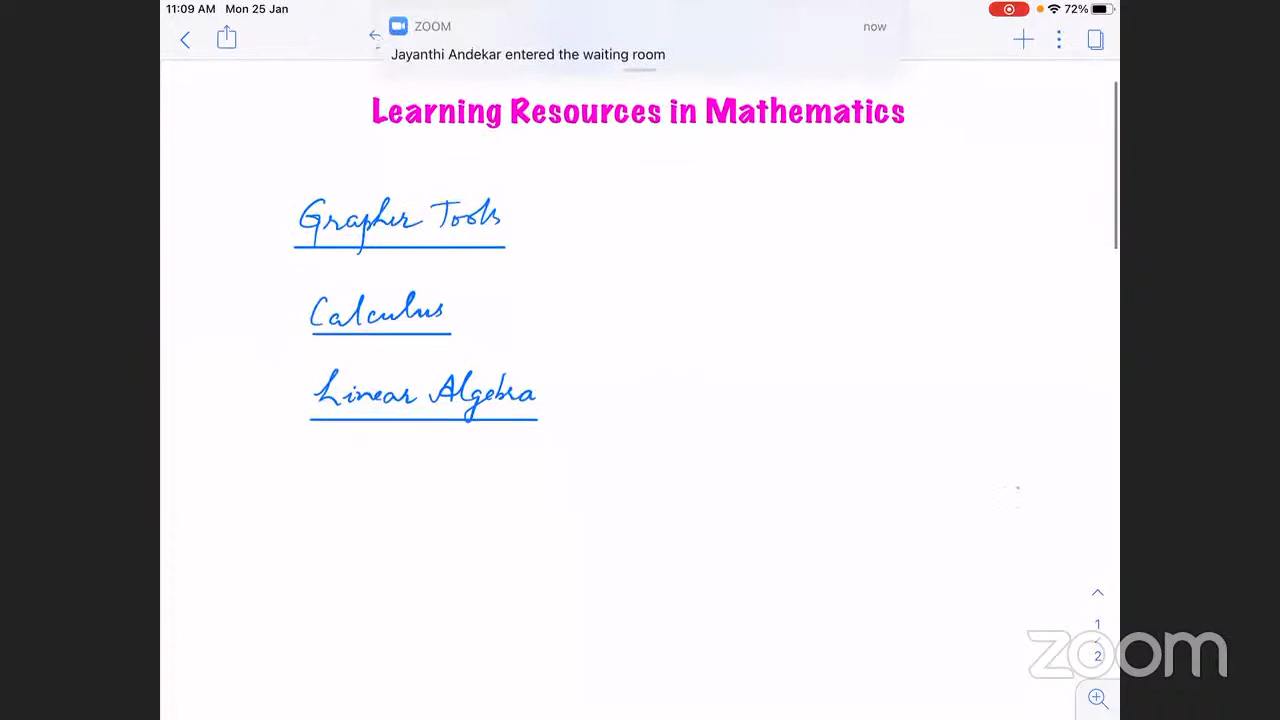 11:09 AM Mon 25 Jan
72%
ZOOM
now
Jayanthi Andekar entered the waiting room
Learning Resources in Mathematics
Grapher Tools
Calculus
Linear Algebra
1
2
zoom